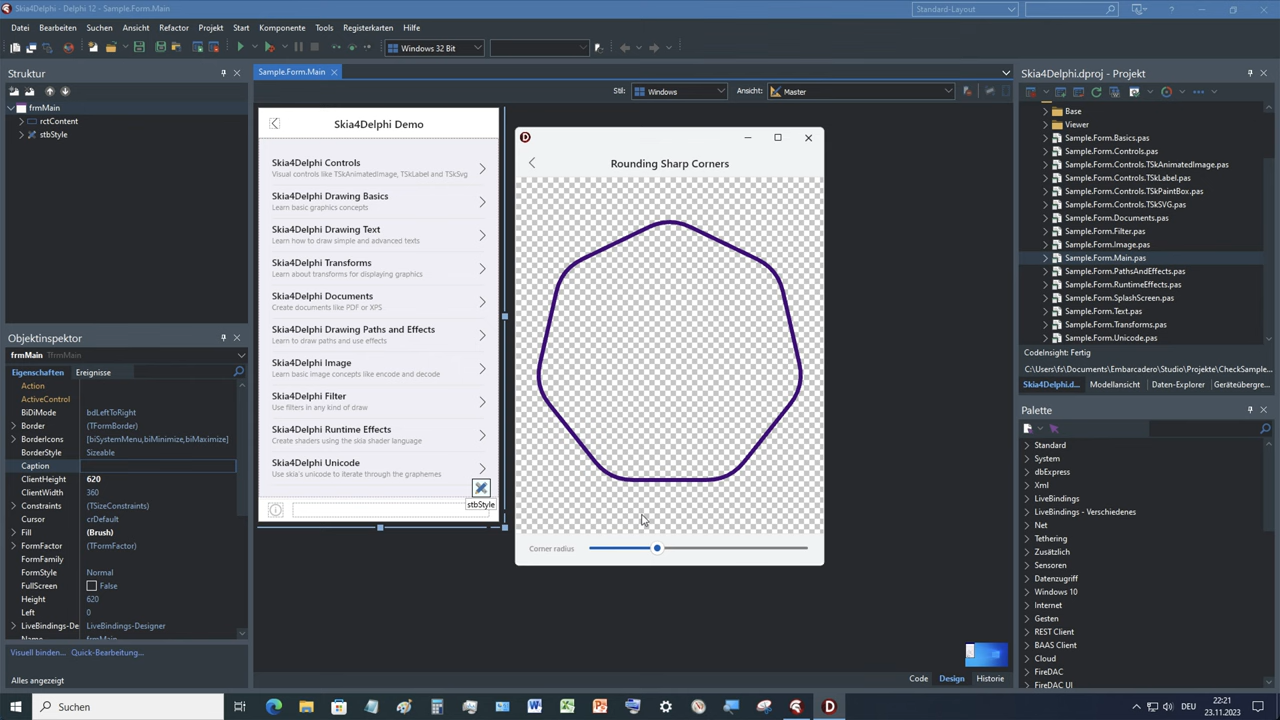 Skia4Delphi - Delphi 12 - Sample.Form.Main
Standard-Layout
Datei Bearbeiten Suchen Ansicht Refactor Projekt Start Komponente Tools Registerkarten Hilfe
Windows 32 Bit
Struktur
frmMain
rctContent
stbStyle
Objektinspektor
frmMain TfrmMain
Eigenschaften Ereignisse
Action
ActiveControl
BiDiMode bdLeftToRight
Border (TFormBorder)
BorderIcons [biSystemMenu,biMinimize,biMaximize]
BorderStyle Sizeable
Caption
ClientHeight 620
ClientWidth 360
Constraints (TSizeConstraints)
Cursor crDefault
Fill (Brush)
FormFactor (TFormFactor)
FormFamily
FormStyle Normal
FullScreen False
Height 620
Left 0
LiveBindings-De LiveBindings-Designer
Name frmMain
Visuell binden... Quick-Bearbeitung...
Alles angezeigt
Sample.Form.Main
Stil: Windows Ansicht: Master
Skia4Delphi Demo
Skia4Delphi Controls
Visual controls like TSkAnimatedImage, TSkLabel and TSkSvg
Skia4Delphi Drawing Basics
Learn basic graphics concepts
Skia4Delphi Drawing Text
Learn how to draw simple and advanced texts
Skia4Delphi Transforms
Learn about transforms for displaying graphics
Skia4Delphi Documents
Create documents like PDF or XPS
Skia4Delphi Drawing Paths and Effects
Learn to draw paths and use effects
Skia4Delphi Image
Learn basic image concepts like encode and decode
Skia4Delphi Filter
Use filters in any kind of draw
Skia4Delphi Runtime Effects
Create shaders using the skia shader language
Skia4Delphi Unicode
Use skia's unicode to iterate through the graphemes
stbStyle
Rounding Sharp Corners
Corner radius
Code Design Historie
Skia4Delphi.dproj - Projekt
Base
Viewer
Sample.Form.Basics.pas
Sample.Form.Controls.pas
Sample.Form.Controls.TSkAnimatedImage.pas
Sample.Form.Controls.TSkLabel.pas
Sample.Form.Controls.TSkPaintBox.pas
Sample.Form.Controls.TSkSVG.pas
Sample.Form.Documents.pas
Sample.Form.Filter.pas
Sample.Form.Image.pas
Sample.Form.Main.pas
Sample.Form.PathsAndEffects.pas
Sample.Form.RuntimeEffects.pas
Sample.Form.SplashScreen.pas
Sample.Form.Text.pas
Sample.Form.Transforms.pas
Sample.Form.Unicode.pas
CodeInsight: Fertig
C:\Users\fs\Documents\Embarcadero\Studio\Projekte\CheckSample...
Skia4Delphi.d... Modellansicht Daten-Explorer Geräteübergre...
Palette
Standard
System
dbExpress
Xml
LiveBindings
LiveBindings - Verschiedenes
Net
Tethering
Zusätzlich
Sensoren
Datenzugriff
Windows 10
Internet
Gesten
REST Client
BAAS Client
Cloud
FireDAC
FireDAC UI
Suchen
DEU
22:21
23.11.2023